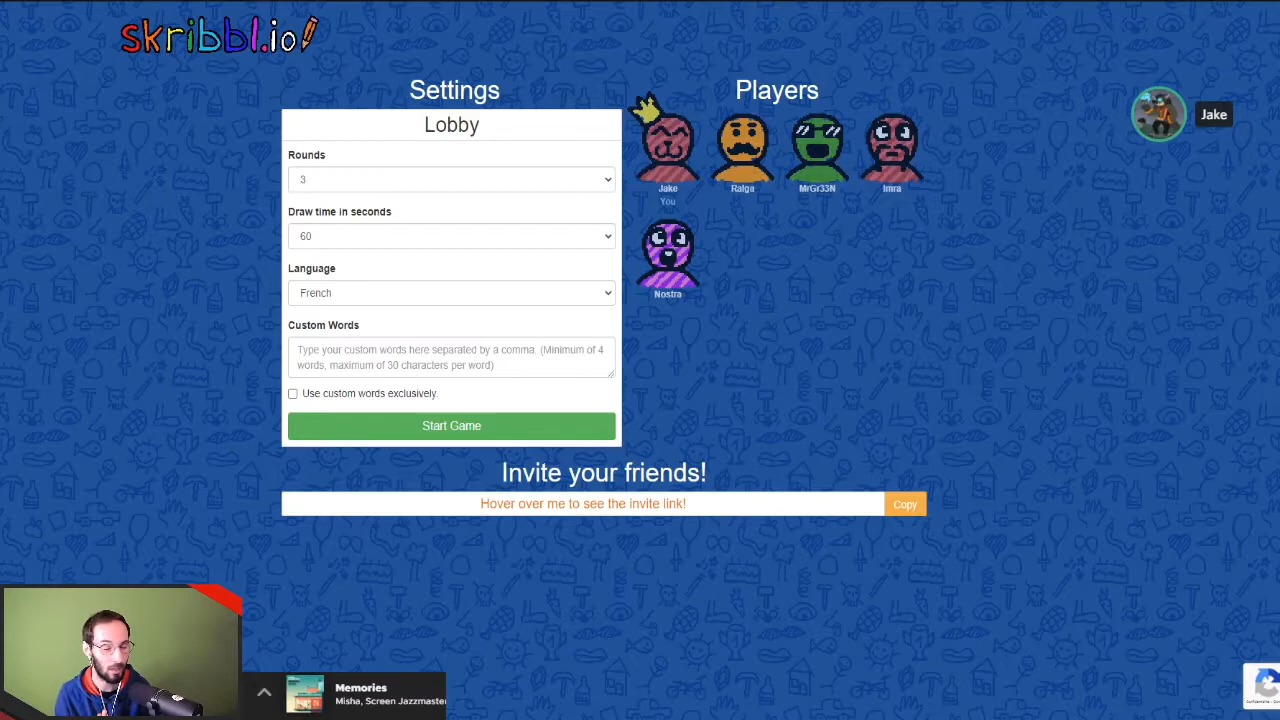 skribbl.io
Settings
Players
Lobby
Jake
Rounds
3
Jake
Ralga
MrGr33N
Imra
You
Draw time in seconds
60
Language
French
Nostra
Custom Words
Type your custom words here separated by a comma. (Minimum of 4
words, maximum of 30 characters per word)
Use custom words exclusively.
Start Game
Invite your friends!
Hover over me to see the invite link!
Copy
Memories
Misha, Screen Jazzmaster